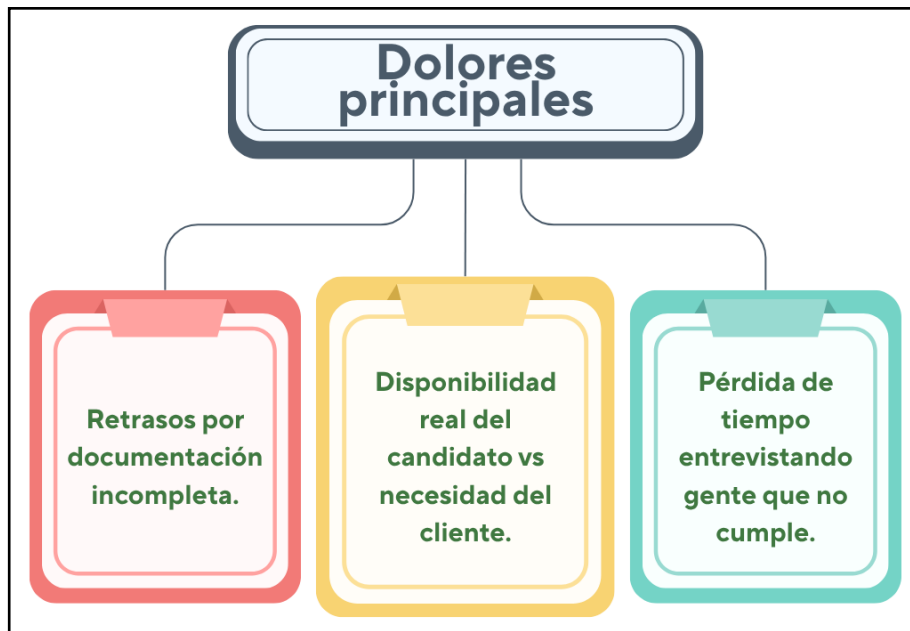 Dolores
principales
Retrasos por
documentación
incompleta.
Disponibilidad
real del
candidato vs
necesidad del
cliente.
Pérdida de
tiempo
entrevistando
gente que no
cumple.